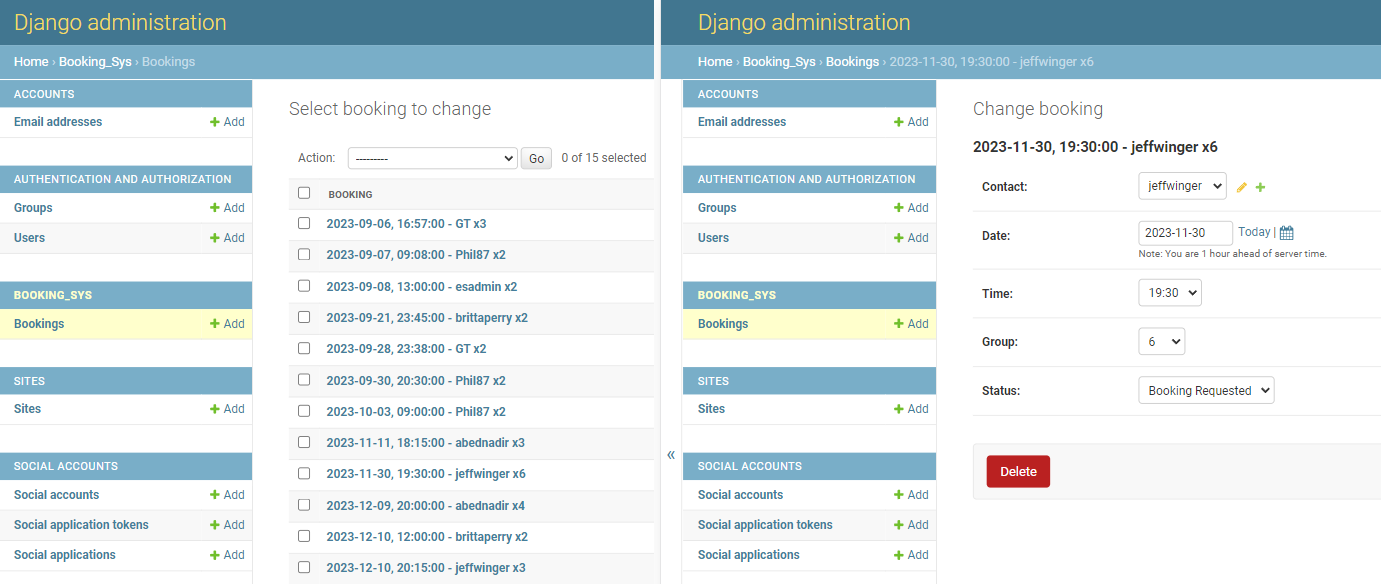 Django administration
Home › Booking_Sys › Bookings
ACCOUNTS
Email addresses + Add
AUTHENTICATION AND AUTHORIZATION
Groups + Add
Users + Add
BOOKING_SYS
Bookings + Add
SITES
Sites + Add
SOCIAL ACCOUNTS
Social accounts + Add
Social application tokens + Add
Social applications + Add
Select booking to change
Action: --------- Go 0 of 15 selected
BOOKING
2023-09-06, 16:57:00 - GT x3
2023-09-07, 09:08:00 - Phil87 x2
2023-09-08, 13:00:00 - esadmin x2
2023-09-21, 23:45:00 - brittaperry x2
2023-09-28, 23:38:00 - GT x2
2023-09-30, 20:30:00 - Phil87 x2
2023-10-03, 09:00:00 - Phil87 x2
2023-11-11, 18:15:00 - abednadir x3
2023-11-30, 19:30:00 - jeffwinger x6
2023-12-09, 20:00:00 - abednadir x4
2023-12-10, 12:00:00 - brittaperry x2
2023-12-10, 20:15:00 - jeffwinger x3
Django administration
Home › Booking_Sys › Bookings › 2023-11-30, 19:30:00 - jeffwinger x6
«
ACCOUNTS
Email addresses + Add
AUTHENTICATION AND AUTHORIZATION
Groups + Add
Users + Add
BOOKING_SYS
Bookings + Add
SITES
Sites + Add
SOCIAL ACCOUNTS
Social accounts + Add
Social application tokens + Add
Social applications + Add
Change booking
2023-11-30, 19:30:00 - jeffwinger x6
Contact: jeffwinger
Date: 2023-11-30 Today |
Note: You are 1 hour ahead of server time.
Time: 19:30
Group: 6
Status: Booking Requested
Delete